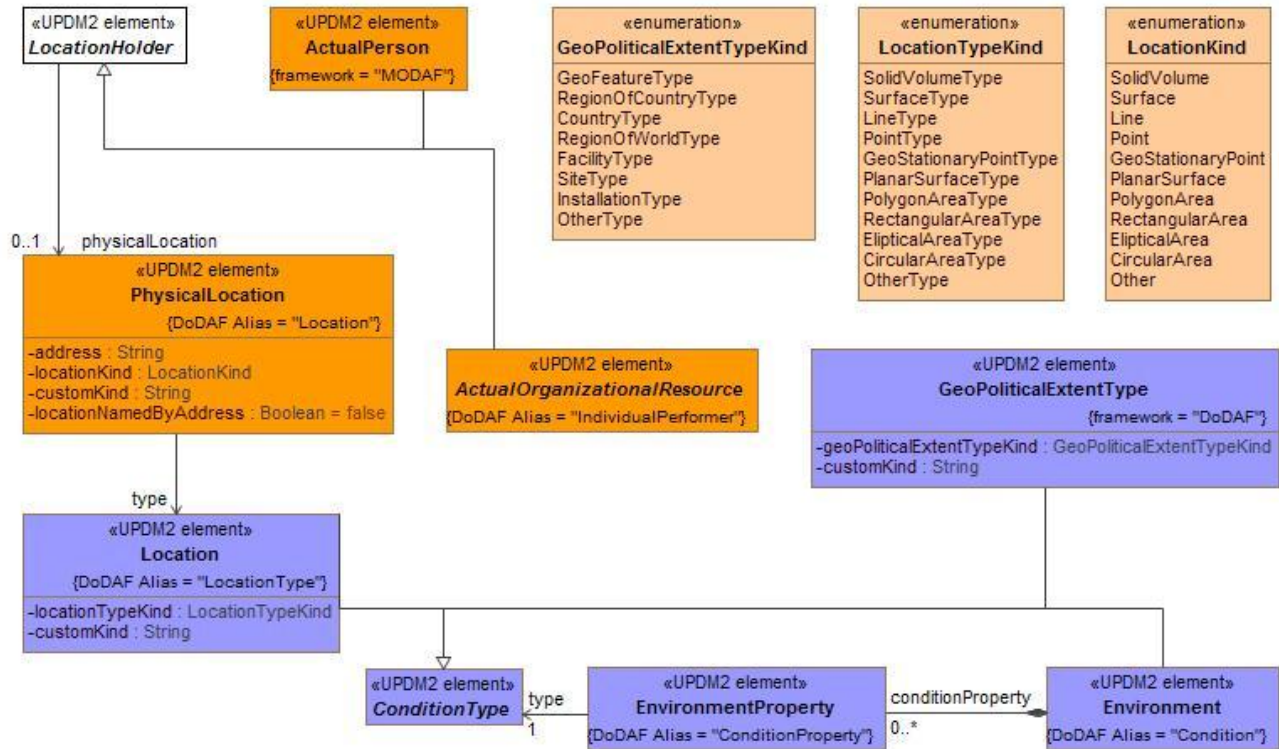 «UPDM2 element»
LocationHolder
«UPDM2 element»
ActualPerson
{framework = "MODAF"}
«enumeration»
GeoPoliticalExtentTypeKind
GeoFeatureType
RegionOfCountryType
CountryType
RegionOfWorldType
FacilityType
SiteType
InstallationType
OtherType
«enumeration»
LocationTypeKind
SolidVolumeType
SurfaceType
LineType
PointType
GeoStationaryPointType
PlanarSurfaceType
PolygonAreaType
RectangularAreaType
ElipticalAreaType
CircularAreaType
OtherType
«enumeration»
LocationKind
SolidVolume
Surface
Line
Point
GeoStationaryPoint
PlanarSurface
PolygonArea
RectangularArea
ElipticalArea
CircularArea
Other
0..1 physicalLocation
«UPDM2 element»
PhysicalLocation
{DoDAF Alias = "Location"}
-address : String
-locationKind : LocationKind
-customKind : String
-locationNamedByAddress : Boolean = false
«UPDM2 element»
ActualOrganizationalResource
{DoDAF Alias = "IndividualPerformer"}
«UPDM2 element»
GeoPoliticalExtentType
{framework = "DoDAF"}
-geoPoliticalExtentTypeKind : GeoPoliticalExtentTypeKind
-customKind : String
type
«UPDM2 element»
Location
{DoDAF Alias = "LocationType"}
-locationTypeKind : LocationTypeKind
-customKind : String
«UPDM2 element»
ConditionType
type
1
«UPDM2 element»
EnvironmentProperty
{DoDAF Alias = "ConditionProperty"}
conditionProperty
0..*
«UPDM2 element»
Environment
{DoDAF Alias = "Condition"}